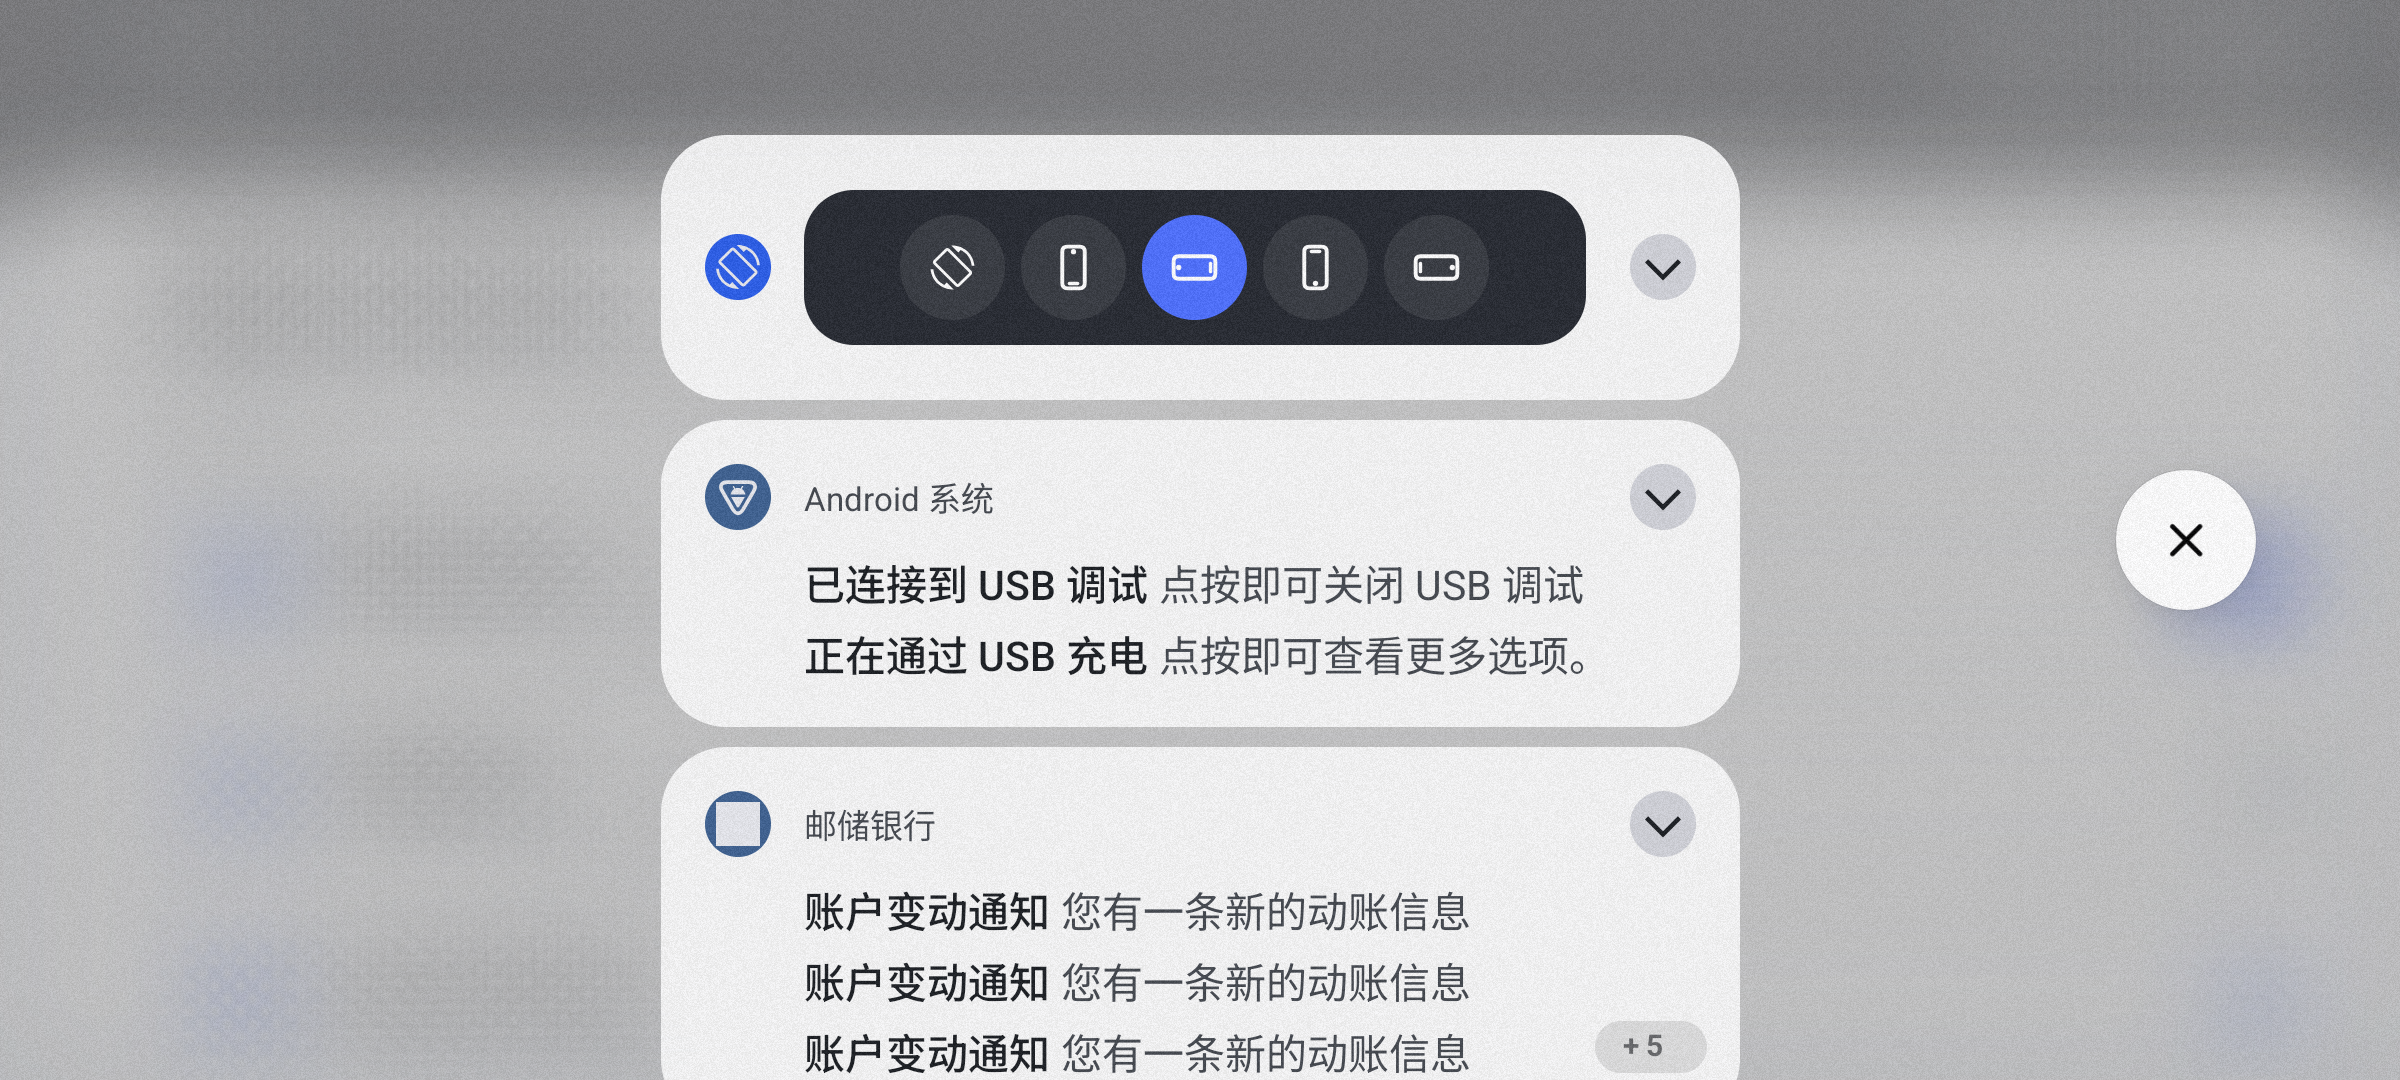 Android 系统
已连接到 USB 调试 点按即可关闭 USB 调试
正在通过 USB 充电 点按即可查看更多选项。
邮储银行
账户变动通知 您有一条新的动账信息
账户变动通知 您有一条新的动账信息
账户变动通知 您有一条新的动账信息
+ 5